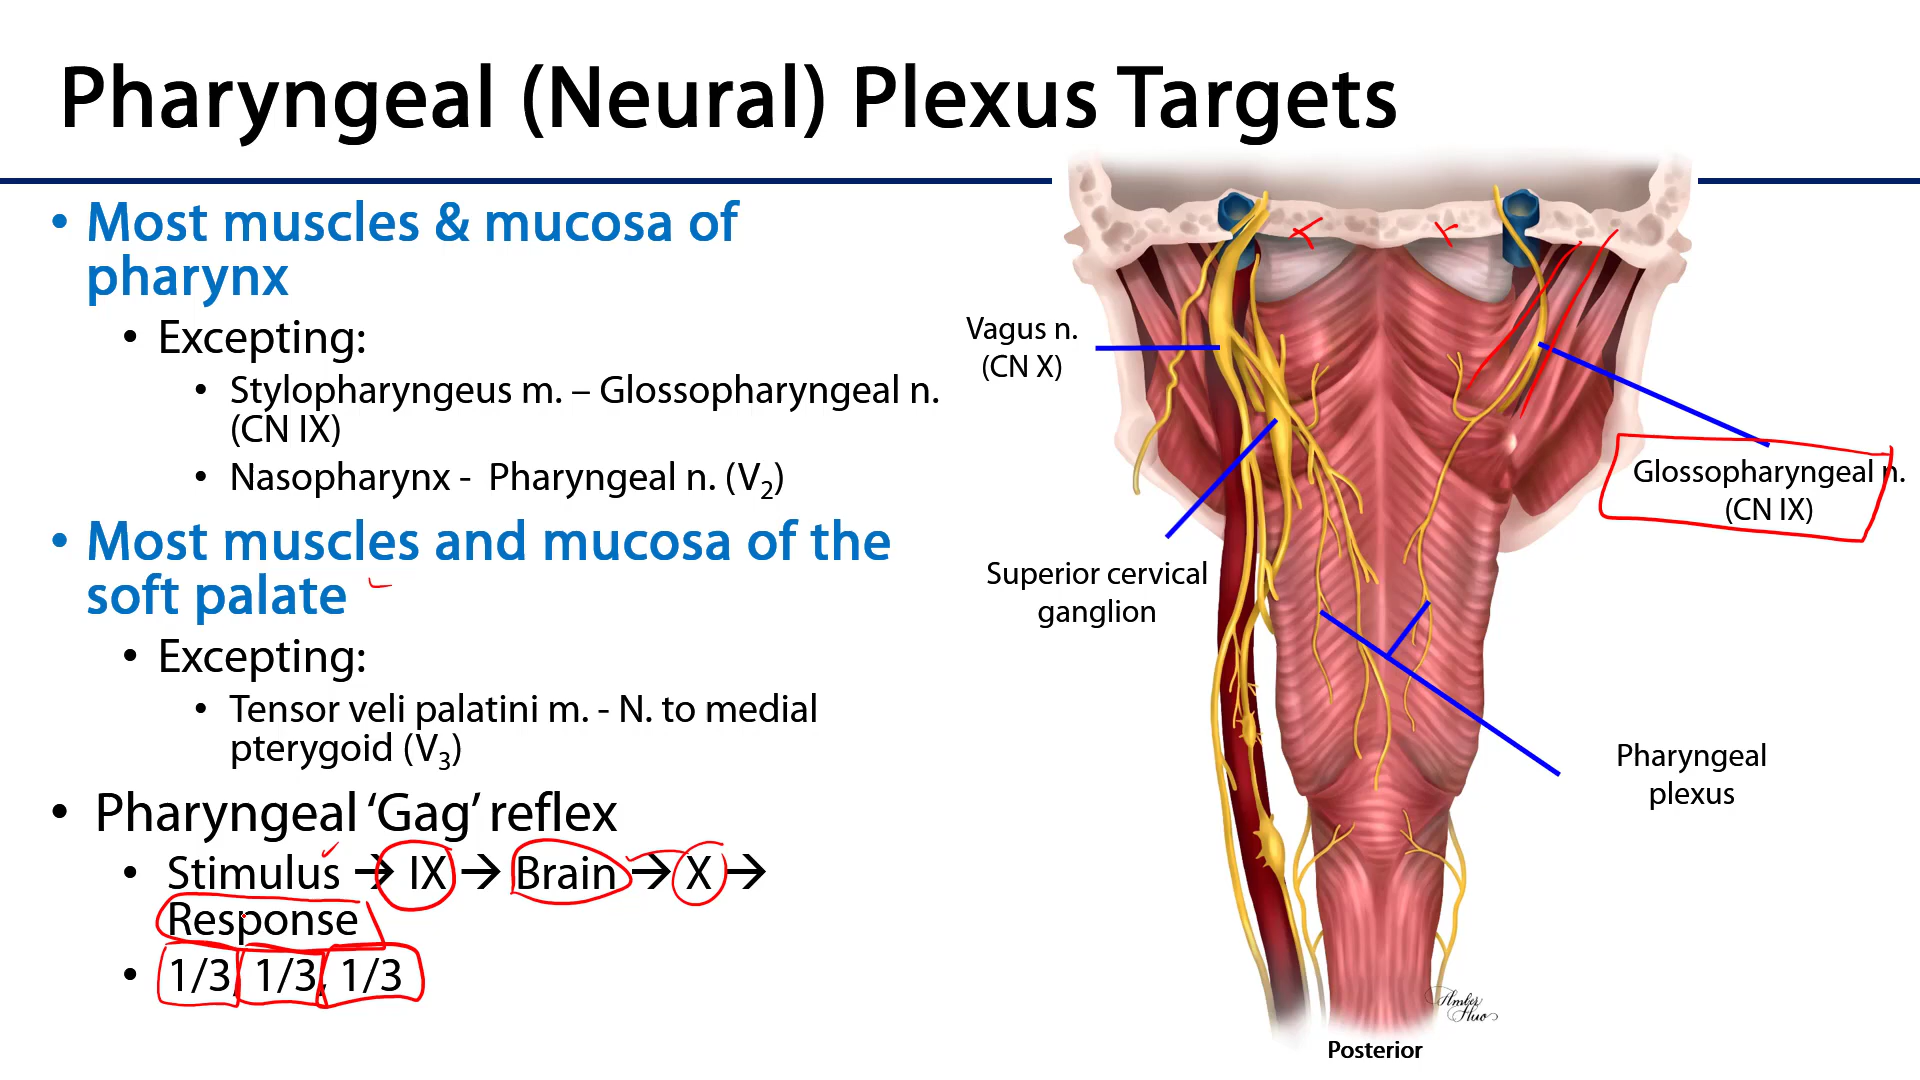 Pharyngeal (Neural) Plexus Targets
• Most muscles & mucosa of
pharynx
• Excepting:
• Stylopharyngeus m. – Glossopharyngeal n.
(CN IX)
• Nasopharynx - Pharyngeal n. (V₂)
• Most muscles and mucosa of the
soft palate
• Excepting:
• Tensor veli palatini m. - N. to medial
pterygoid (V₃)
• Pharyngeal ‘Gag’ reflex
• Stimulus → IX → Brain → X →
Response
• 1/3, 1/3, 1/3
Vagus n.
(CN X)
Superior cervical
ganglion
Glossopharyngeal n.
(CN IX)
Pharyngeal
plexus
Amber
Huo
Posterior